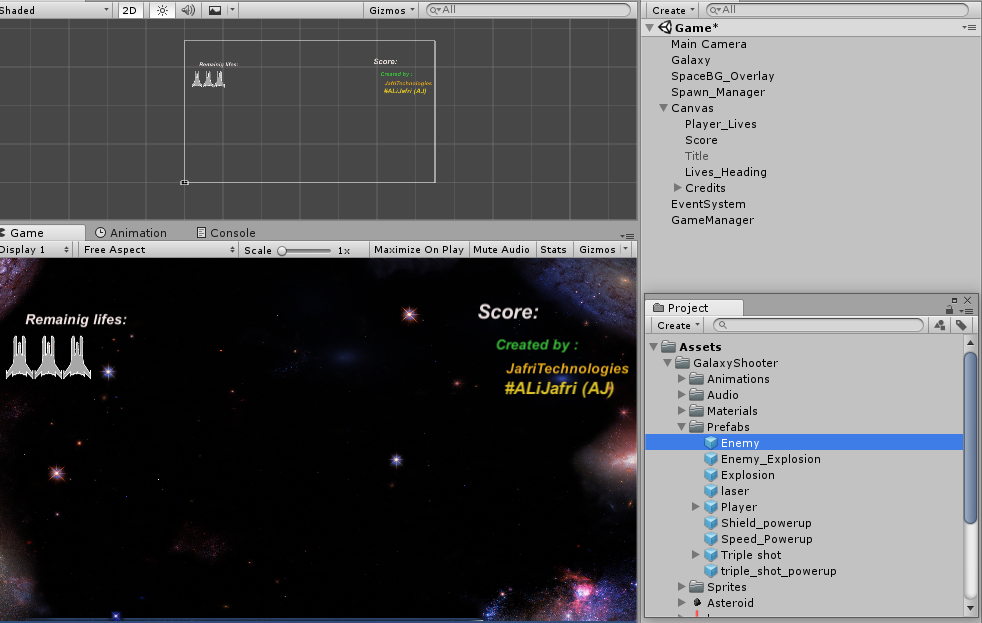 Shaded 2D Gizmos All
Remainig lifes:
Score:
Created by :
JafriTechnologies
#ALiJafri (AJ)
Game Animation Console
Display 1 Free Aspect Scale 1x Maximize On Play Mute Audio Stats Gizmos
Remainig lifes:
Score:
Created by :
JafriTechnologies
#ALiJafri (AJ)
Create All
Game*
Main Camera
Galaxy
SpaceBG_Overlay
Spawn_Manager
Canvas
Player_Lives
Score
Title
Lives_Heading
Credits
EventSystem
GameManager
Project
Create
Assets
GalaxyShooter
Animations
Audio
Materials
Prefabs
Enemy
Enemy_Explosion
Explosion
laser
Player
Shield_powerup
Speed_Powerup
Triple shot
triple_shot_powerup
Sprites
Asteroid